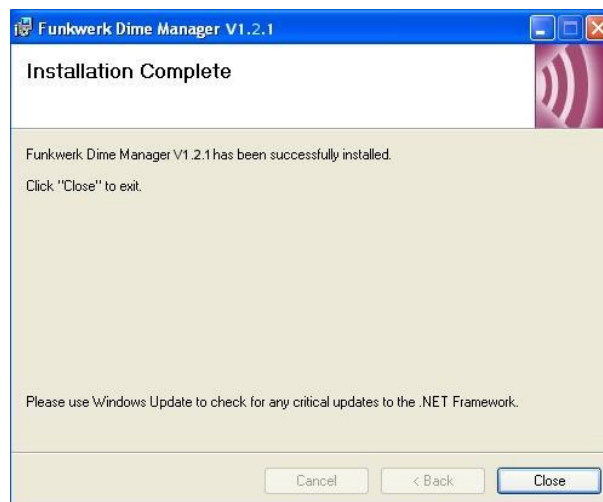 Funkwerk Dime Manager V1.2.1
Installation Complete
Funkwerk Dime Manager V1.2.1 has been successfully installed.
Click "Close" to exit.
Please use Windows Update to check for any critical updates to the .NET Framework.
Cancel
< Back
Close